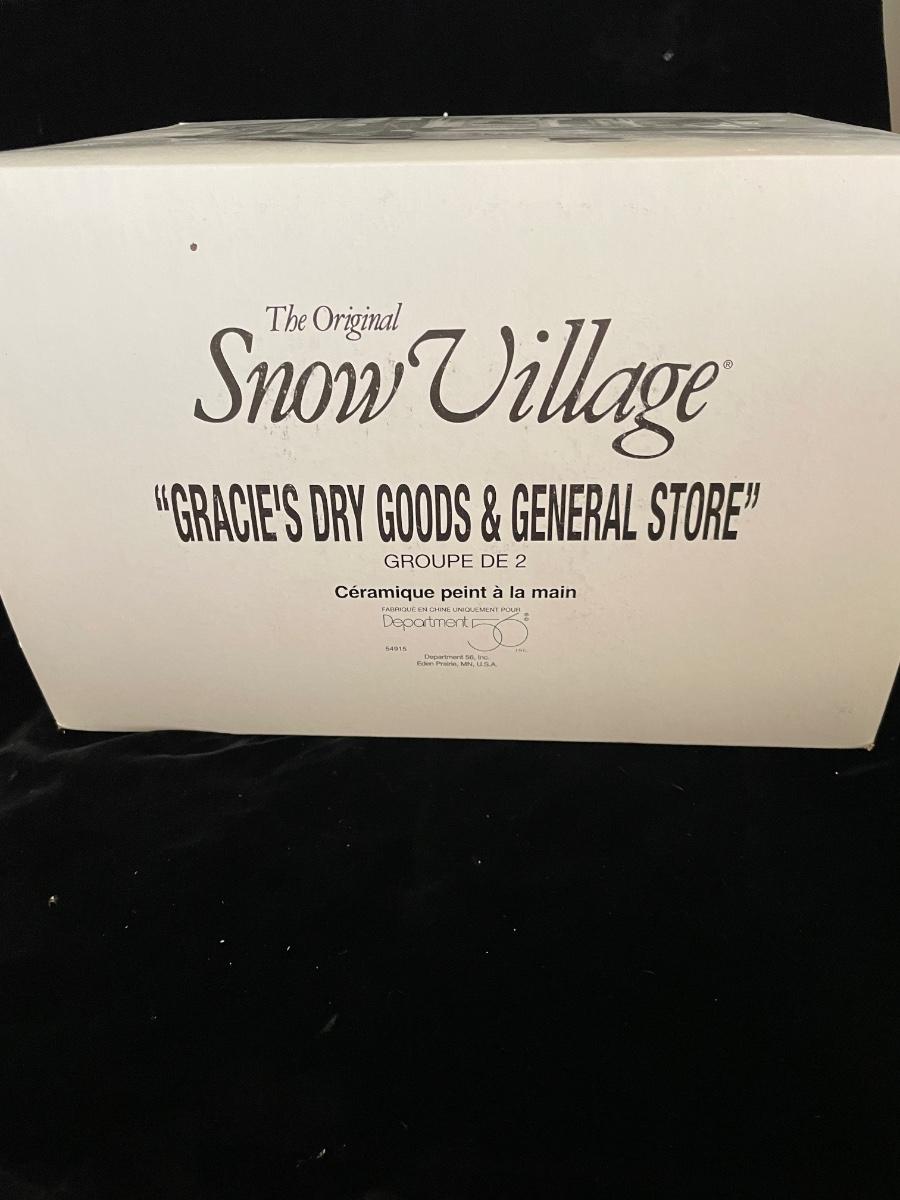 The Original
Snow Village®
“GRACIE'S DRY GOODS & GENERAL STORE”
GROUPE DE 2
Céramique peint à la main
FABRIQUÉ EN CHINE UNIQUEMENT POUR
Department 56®
54915 INC.
Department 56, Inc.
Eden Prairie, MN, U.S.A.